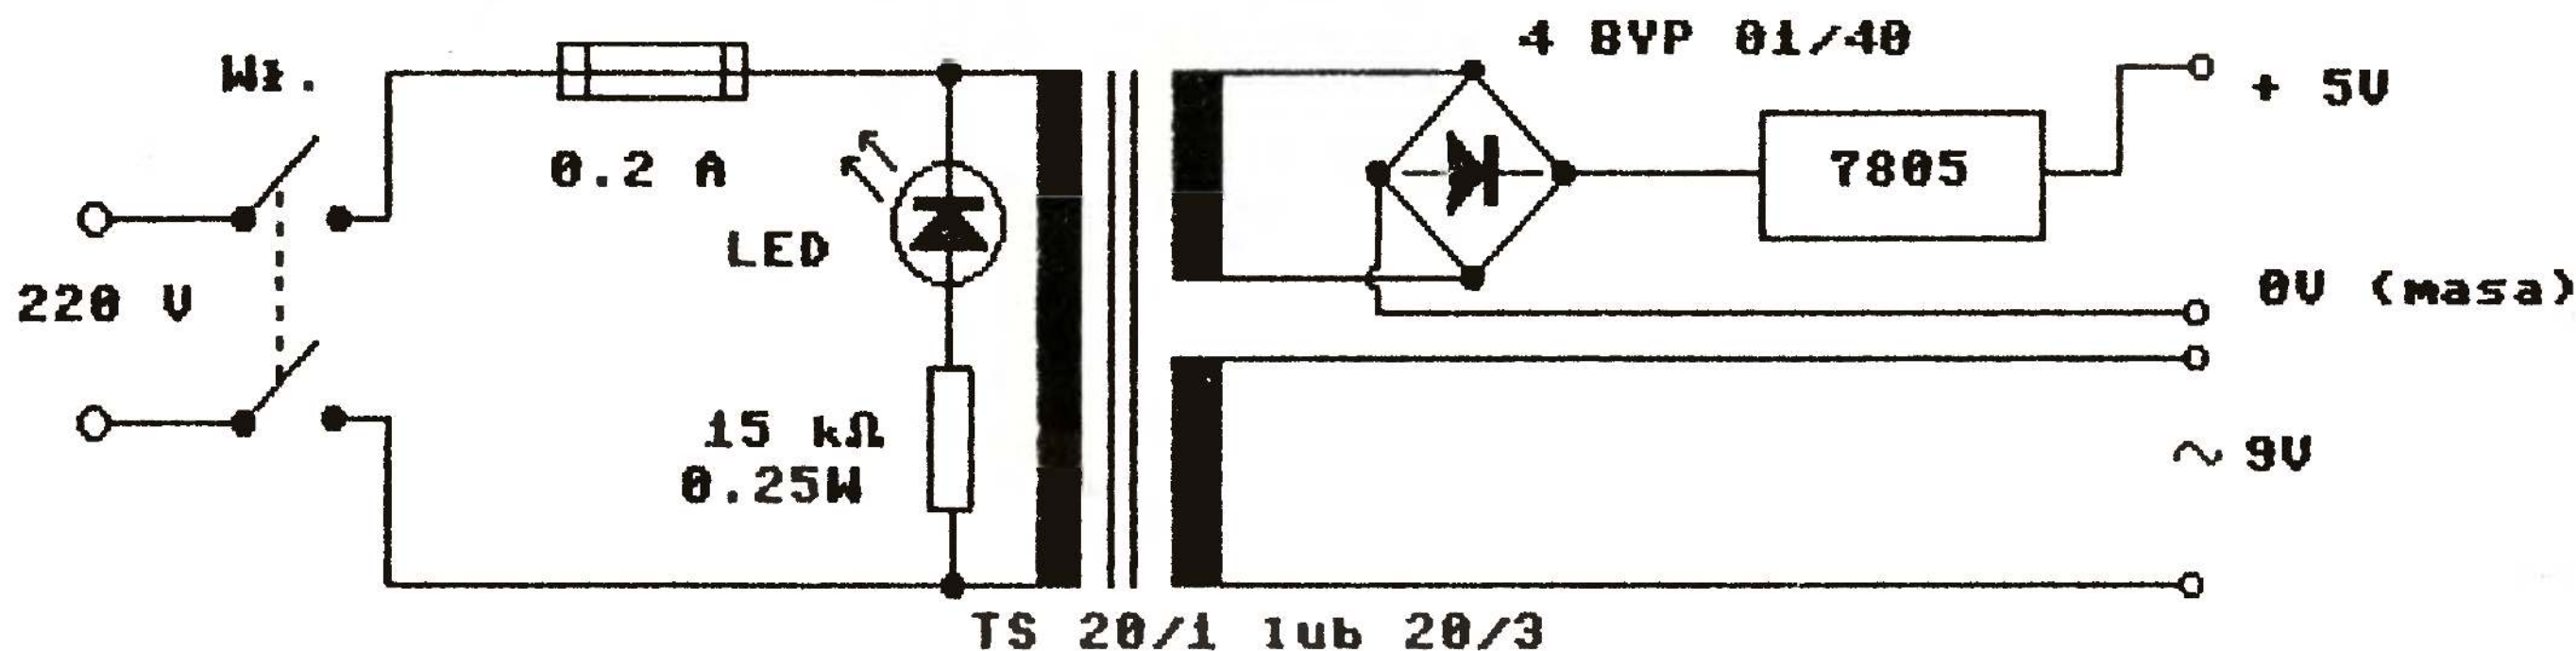 4 BYP 01/40
Wł.
+ 5V
0.2 A
7805
LED
220 V
0V (masa)
15 kΩ
0.25W
~ 9V
TS 20/1 lub 20/3